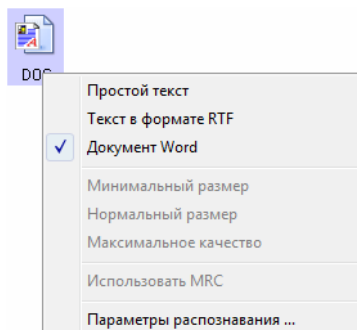 DOC
Простой текст
Текст в формате RTF
Документ Word
Минимальный размер
Нормальный размер
Максимальное качество
Использовать MRC
Параметры распознавания ...